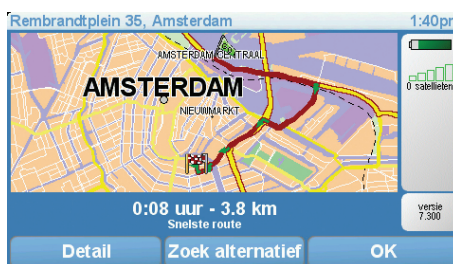 Rembrandtplein 35, Amsterdam
1:40pm
AMSTERDAM CENTRAAL
AMSTERDAM
NIEUWMARKT
0 satellieten
0:08 uur - 3.8 km
Snelste route
versie
7.300
Detail
Zoek alternatief
OK